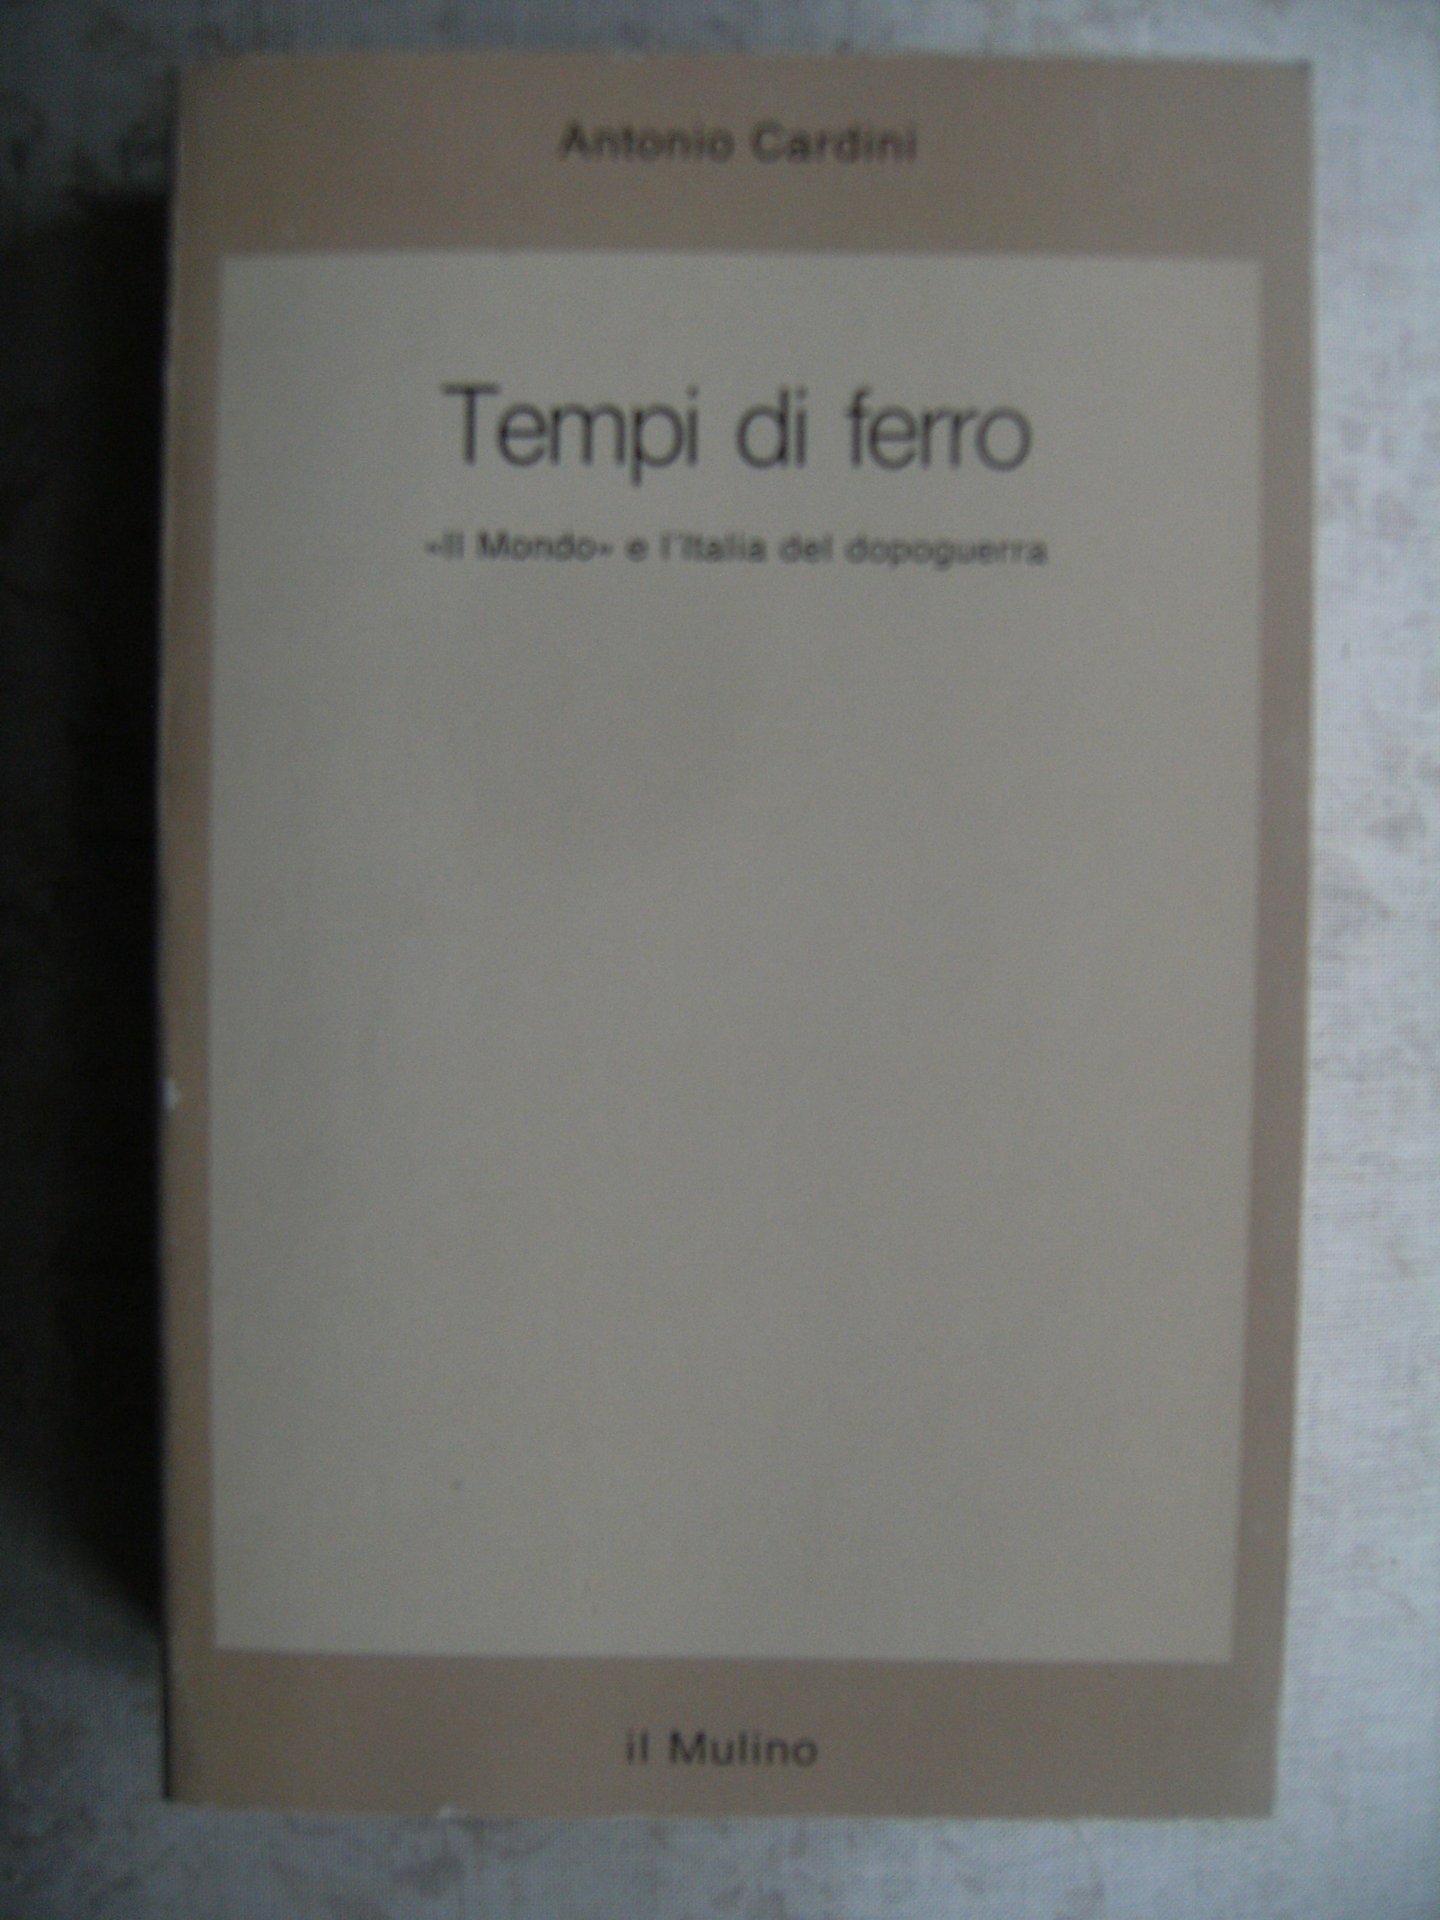 Antonio Cardini
Tempi di ferro
«Il Mondo» e l'Italia del dopoguerra
il Mulino